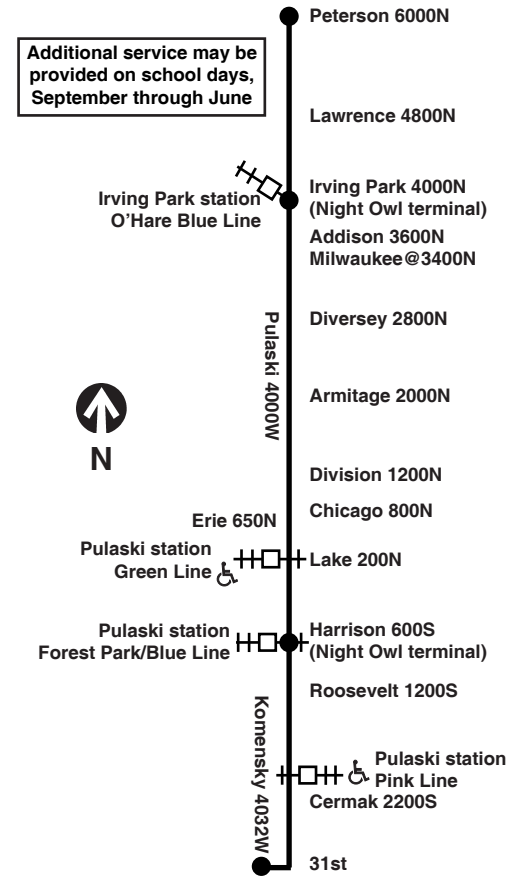 Peterson 6000N
Additional service may be
provided on school days,
September through June
Lawrence 4800N
Irving Park station
O'Hare Blue Line
Irving Park 4000N
(Night Owl terminal)
Addison 3600N
Milwaukee@3400N
Pulaski 4000W
Diversey 2800N
Armitage 2000N
N
Division 1200N
Chicago 800N
Erie 650N
Pulaski station
Green Line
Lake 200N
Pulaski station
Forest Park/Blue Line
Harrison 600S
(Night Owl terminal)
Roosevelt 1200S
Komensky 4032W
Pulaski station
Pink Line
Cermak 2200S
31st